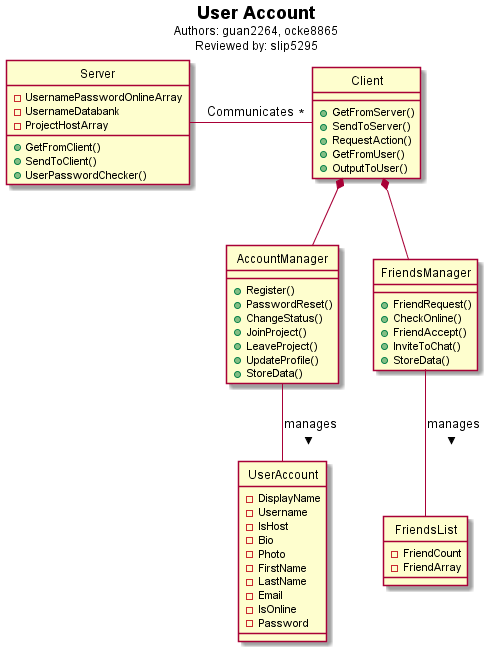 User Account
Authors: guan2264, ocke8865
Reviewed by: slip5295
Server
UsernamePasswordOnlineArray
UsernameDatabank
ProjectHostArray
GetFromClient()
SendToClient()
UserPasswordChecker()
Communicates *
Client
GetFromServer()
SendToServer()
RequestAction()
GetFromUser()
OutputToUser()
AccountManager
Register()
PasswordReset()
ChangeStatus()
JoinProject()
LeaveProject()
UpdateProfile()
StoreData()
FriendsManager
FriendRequest()
CheckOnline()
FriendAccept()
InviteToChat()
StoreData()
manages
manages
UserAccount
DisplayName
Username
IsHost
Bio
Photo
FirstName
LastName
Email
IsOnline
Password
FriendsList
FriendCount
FriendArray